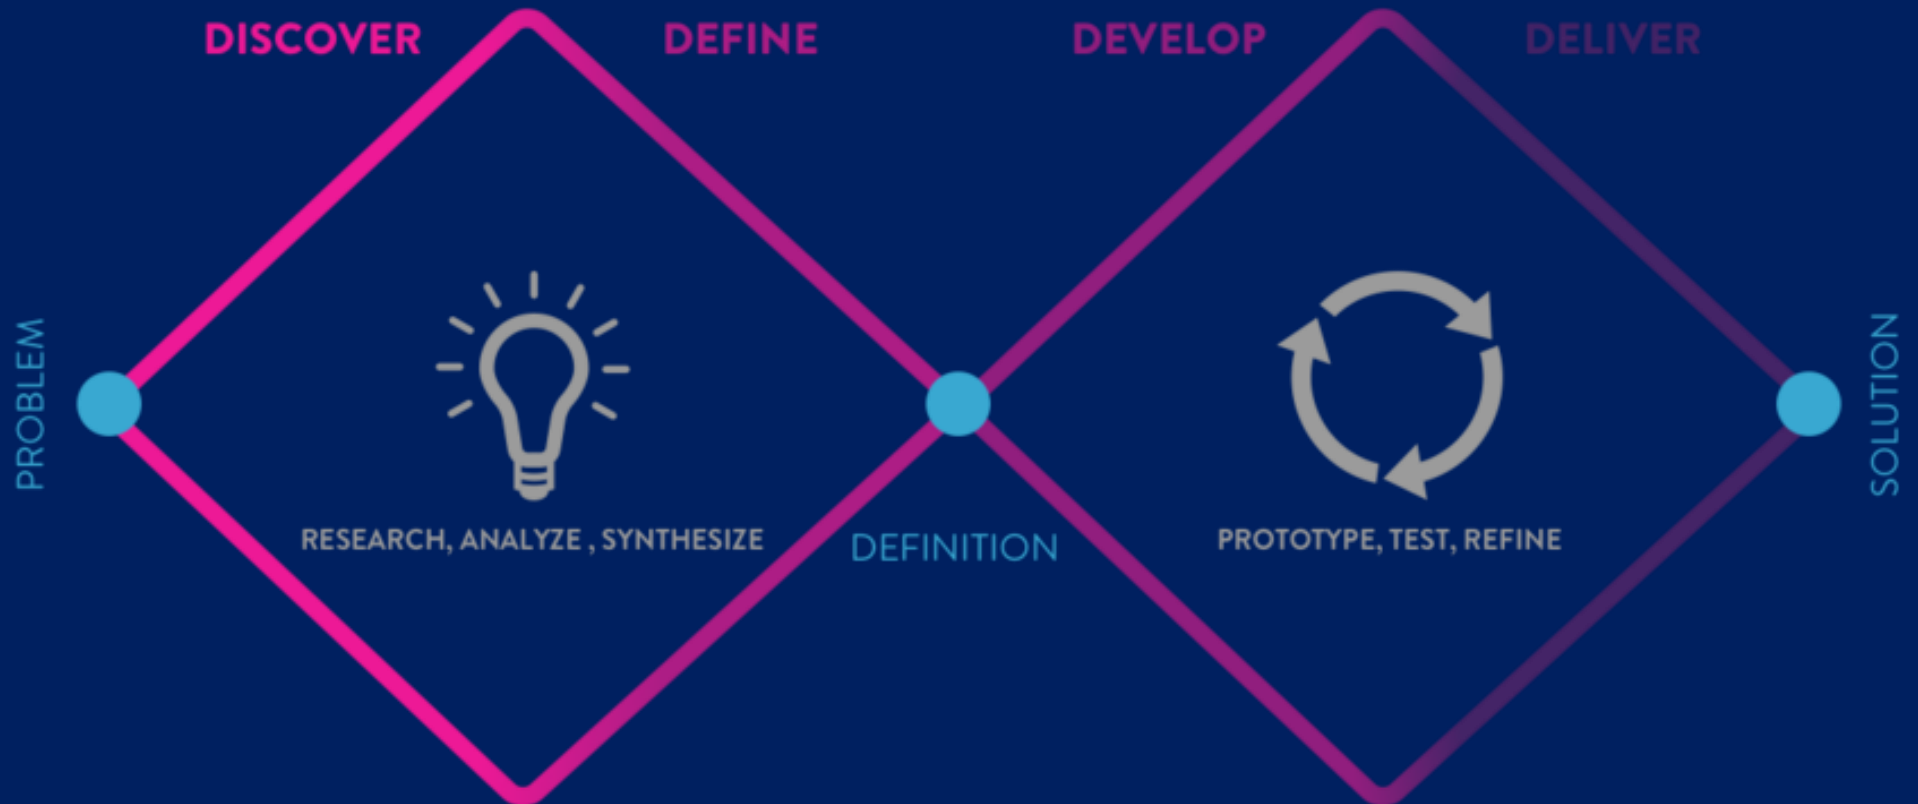 DISCOVER
DEFINE
DEVELOP
DELIVER
PROBLEM
RESEARCH, ANALYZE , SYNTHESIZE
DEFINITION
PROTOTYPE, TEST, REFINE
SOLUTION